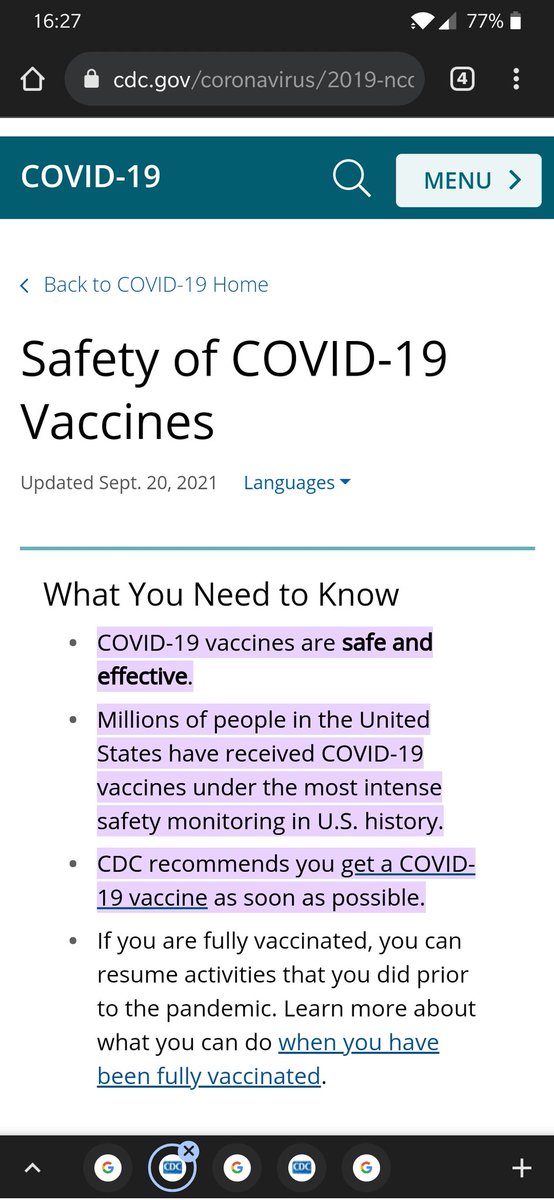 16:27
77%
cdc.gov/coronavirus/2019-nc
4
COVID-19
MENU
Back to COVID-19 Home
Safety of COVID-19
Vaccines
Updated Sept. 20, 2021 Languages
What You Need to Know
• COVID-19 vaccines are safe and
effective.
• Millions of people in the United
States have received COVID-19
vaccines under the most intense
safety monitoring in U.S. history.
• CDC recommends you get a COVID-
19 vaccine as soon as possible.
• If you are fully vaccinated, you can
resume activities that you did prior
to the pandemic. Learn more about
what you can do when you have
been fully vaccinated.
G CDC G CDC G